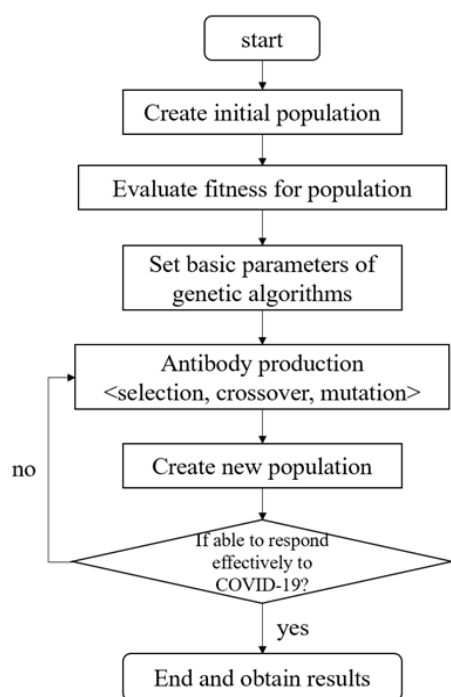 start
Create initial population
Evaluate fitness for population
Set basic parameters of
genetic algorithms
Antibody production
<selection, crossover, mutation>
no
Create new population
If able to respond
effectively to
COVID-19?
yes
End and obtain results